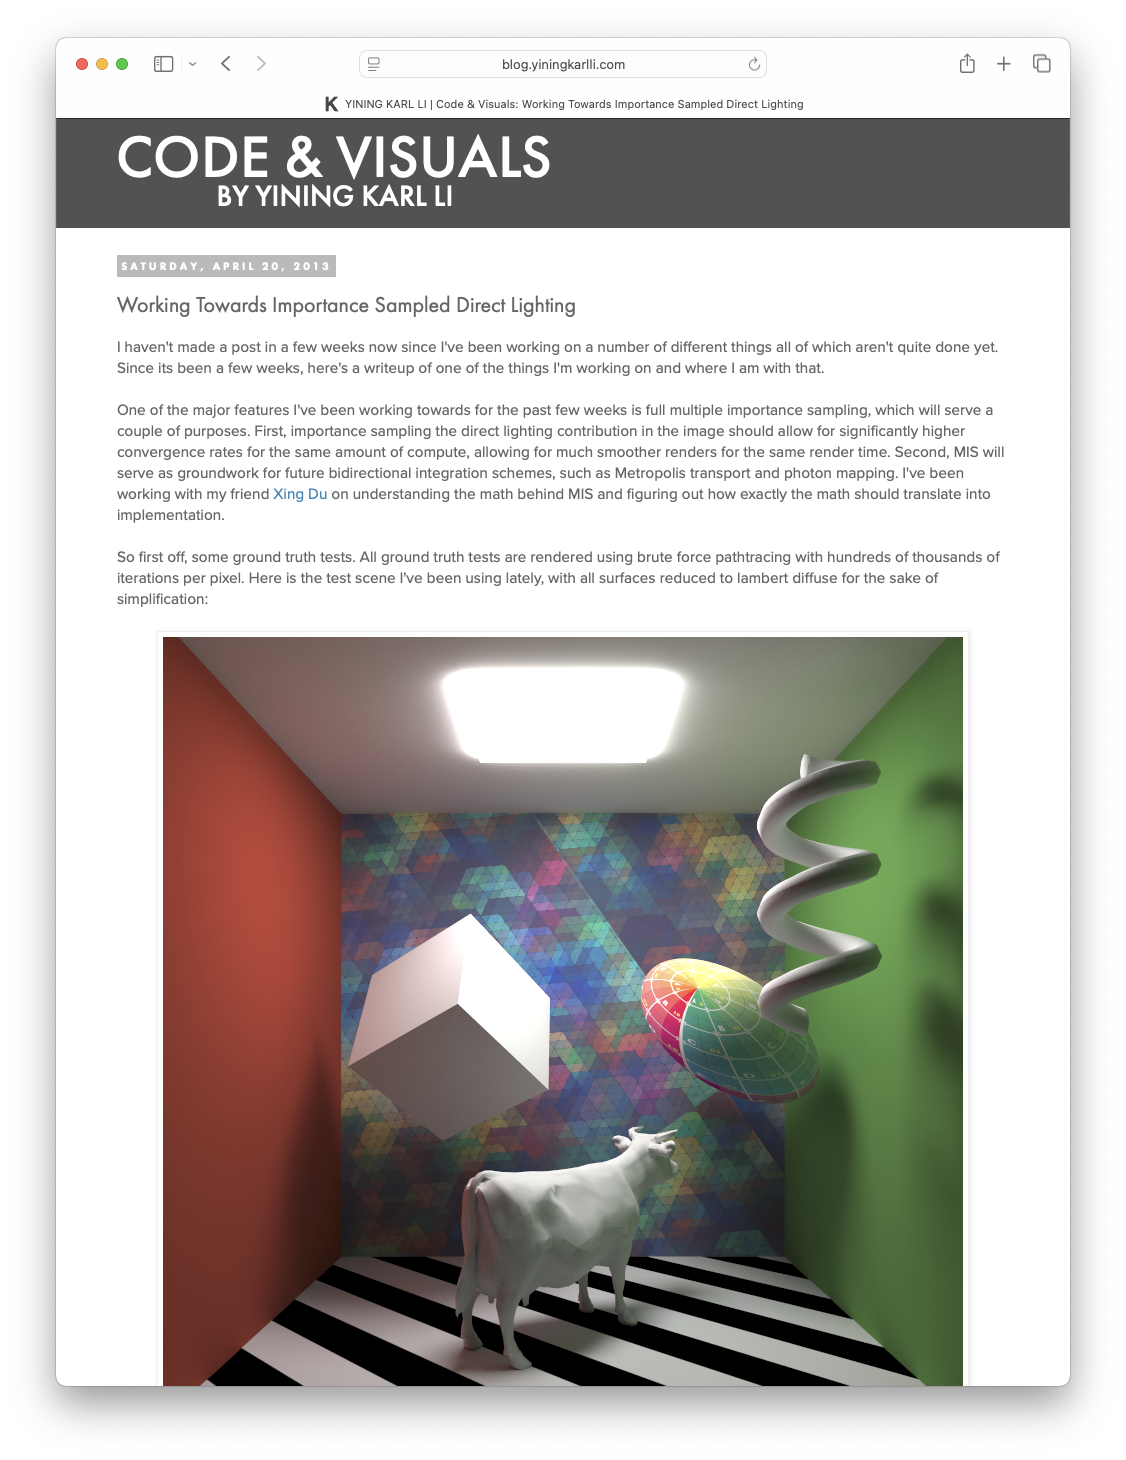 blog.yiningkarlli.com
K YINING KARL LI | Code & Visuals: Working Towards Importance Sampled Direct Lighting
CODE & VISUALS
BY YINING KARL LI
SATURDAY, APRIL 20, 2013
Working Towards Importance Sampled Direct Lighting
I haven't made a post in a few weeks now since I've been working on a number of different things all of which aren't quite done yet.
Since its been a few weeks, here's a writeup of one of the things I'm working on and where I am with that.
One of the major features I've been working towards for the past few weeks is full multiple importance sampling, which will serve a
couple of purposes. First, importance sampling the direct lighting contribution in the image should allow for significantly higher
convergence rates for the same amount of compute, allowing for much smoother renders for the same render time. Second, MIS will
serve as groundwork for future bidirectional integration schemes, such as Metropolis transport and photon mapping. I've been
working with my friend Xing Du on understanding the math behind MIS and figuring out how exactly the math should translate into
implementation.
So first off, some ground truth tests. All ground truth tests are rendered using brute force pathtracing with hundreds of thousands of
iterations per pixel. Here is the test scene I've been using lately, with all surfaces reduced to lambert diffuse for the sake of
simplification: